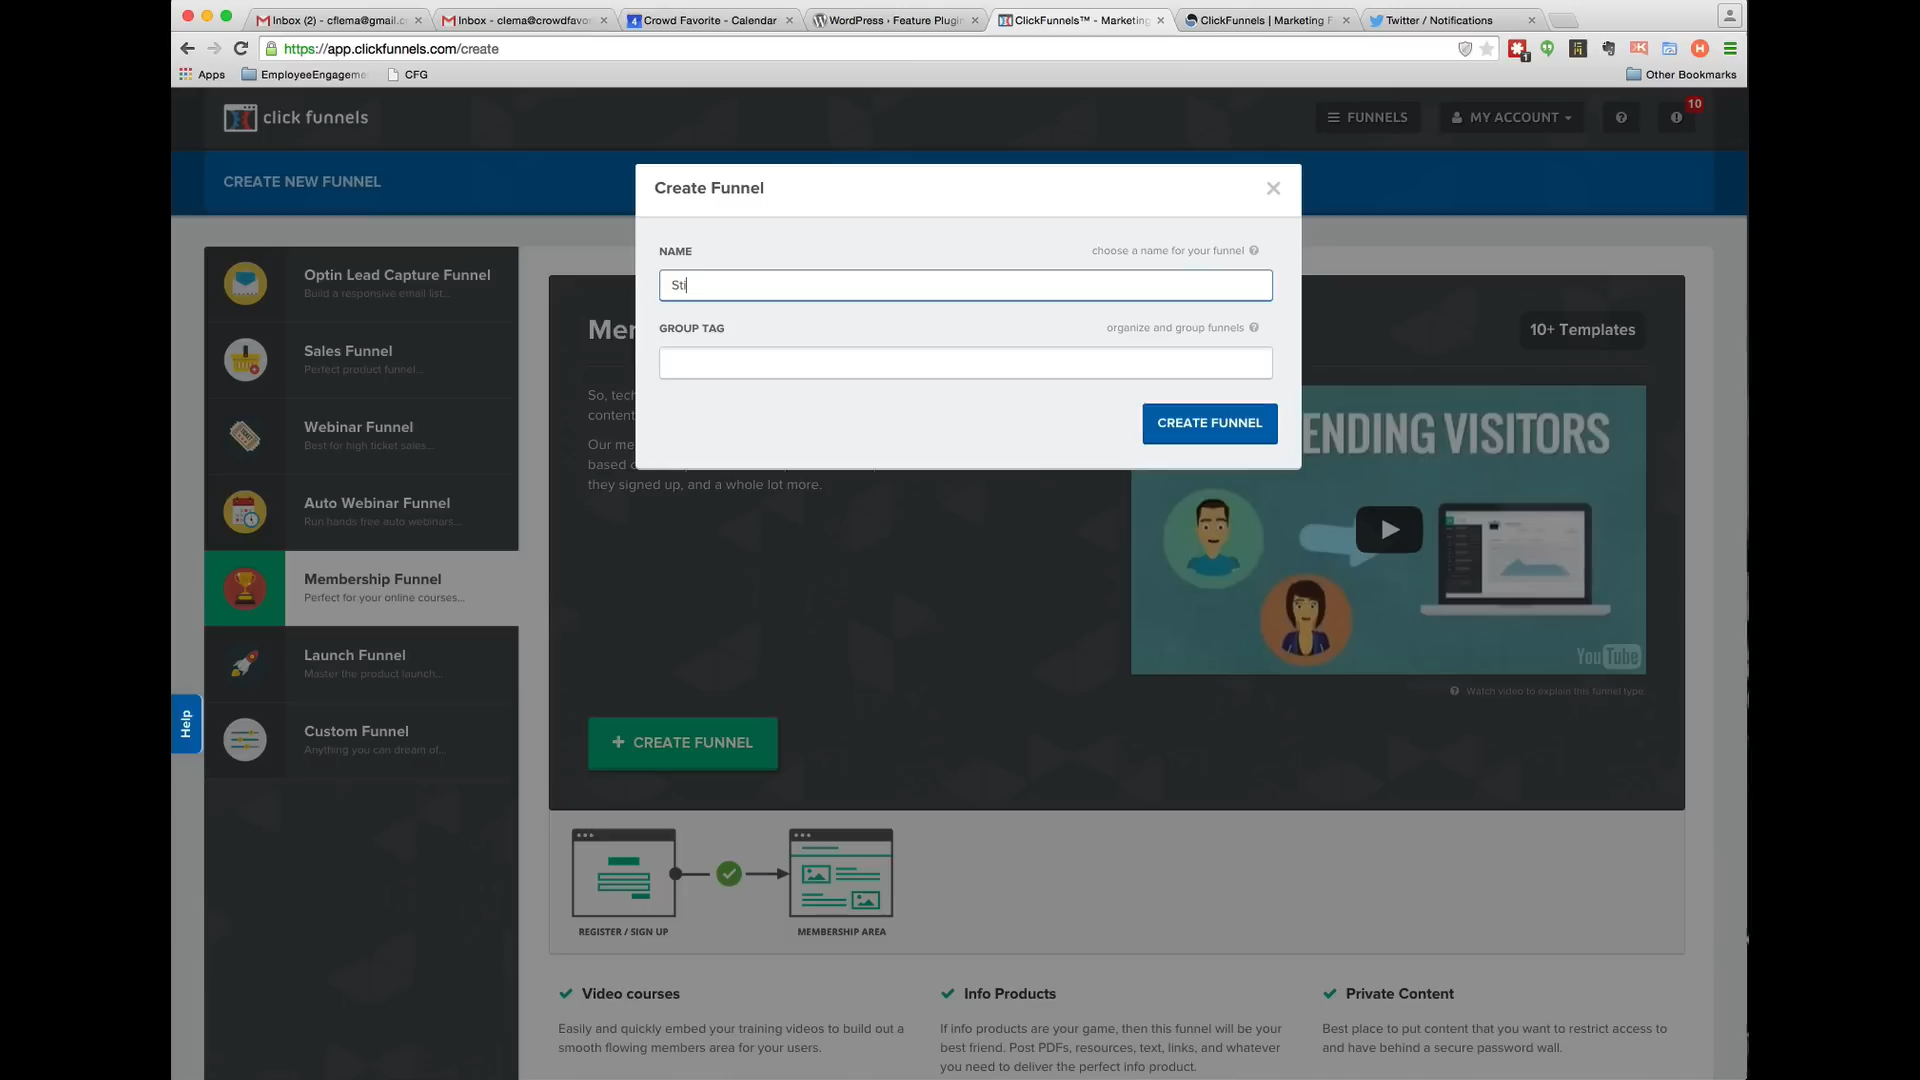 Inbox (2) - cflema@gmail.c
Inbox - clema@crowdfavo
4 Crowd Favorite - Calendar
WordPress › Feature Plugin
ClickFunnels™ - Marketing
ClickFunnels | Marketing F
Twitter / Notifications
https://app.clickfunnels.com/create
1
Apps
EmployeeEngageme
CFG
Other Bookmarks
click funnels
FUNNELS
MY ACCOUNT
10
CREATE NEW FUNNEL
Create Funnel
NAME
choose a name for your funnel
Sti
GROUP TAG
organize and group funnels
CREATE FUNNEL
Optin Lead Capture Funnel
Build a responsive email list...
Sales Funnel
Perfect product funnel...
Webinar Funnel
Best for high ticket sales...
Auto Webinar Funnel
Run hands free auto webinars...
Membership Funnel
Perfect for your online courses...
Launch Funnel
Master the product launch...
Custom Funnel
Anything you can dream of...
Help
Mer
10+ Templates
So, tech
content
Our me
based
they signed up, and a whole lot more.
ENDING VISITORS
YouTube
Watch video to explain this funnel type.
+ CREATE FUNNEL
REGISTER / SIGN UP
MEMBERSHIP AREA
Video courses
Easily and quickly embed your training videos to build out a
smooth flowing members area for your users.
Info Products
If info products are your game, then this funnel will be your
best friend. Post PDFs, resources, text, links, and whatever
you need to deliver the perfect info product.
Private Content
Best place to put content that you want to restrict access to
and have behind a secure password wall.